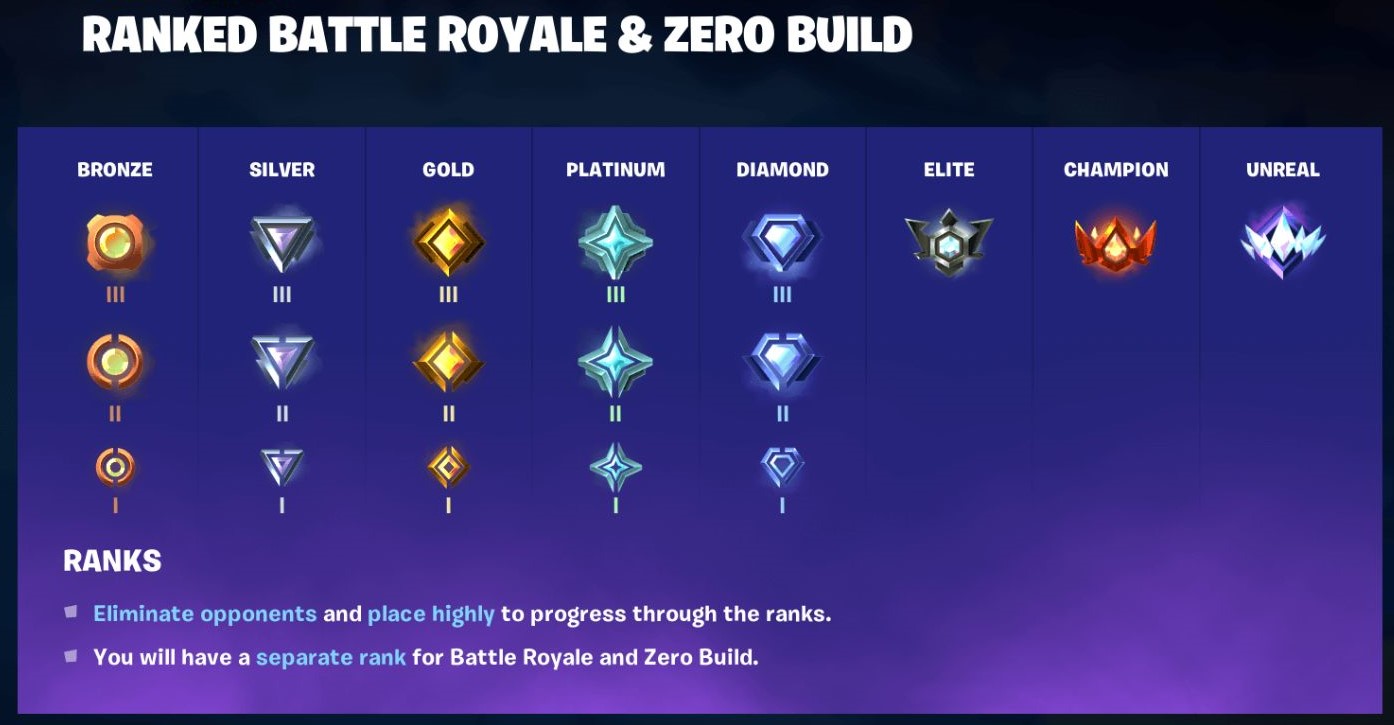 RANKED BATTLE ROYALE & ZERO BUILD
BRONZE SILVER GOLD PLATINUM DIAMOND ELITE CHAMPION UNREAL
III III III III III
II II II II II
I I I I I
RANKS
Eliminate opponents and place highly to progress through the ranks.
You will have a separate rank for Battle Royale and Zero Build.